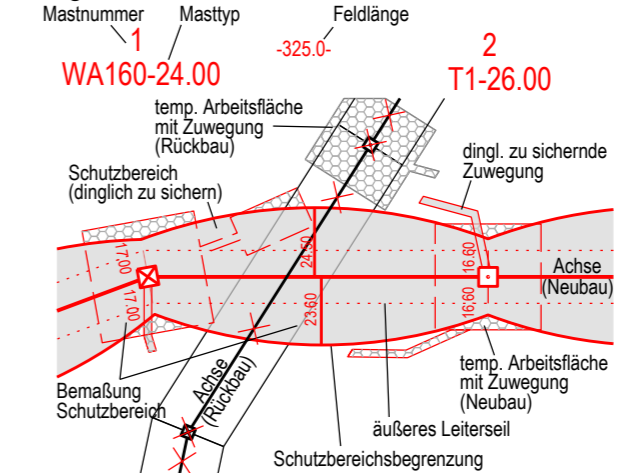 Mastnummer
Masttyp
Feldlänge
1
WA160-24.00
-325.0-
2
T1-26.00
temp. Arbeitsfläche
mit Zuwegung
(Rückbau)
dingl. zu sichernde
Zuwegung
Schutzbereich
(dinglich zu sichern)
17.00
17.00
24.50
23.60
16.60
16.60
Achse
(Neubau)
Achse
(Rückbau)
Bemaßung
Schutzbereich
temp. Arbeitsfläche
mit Zuwegung
(Neubau)
äußeres Leiterseil
Schutzbereichsbegrenzung